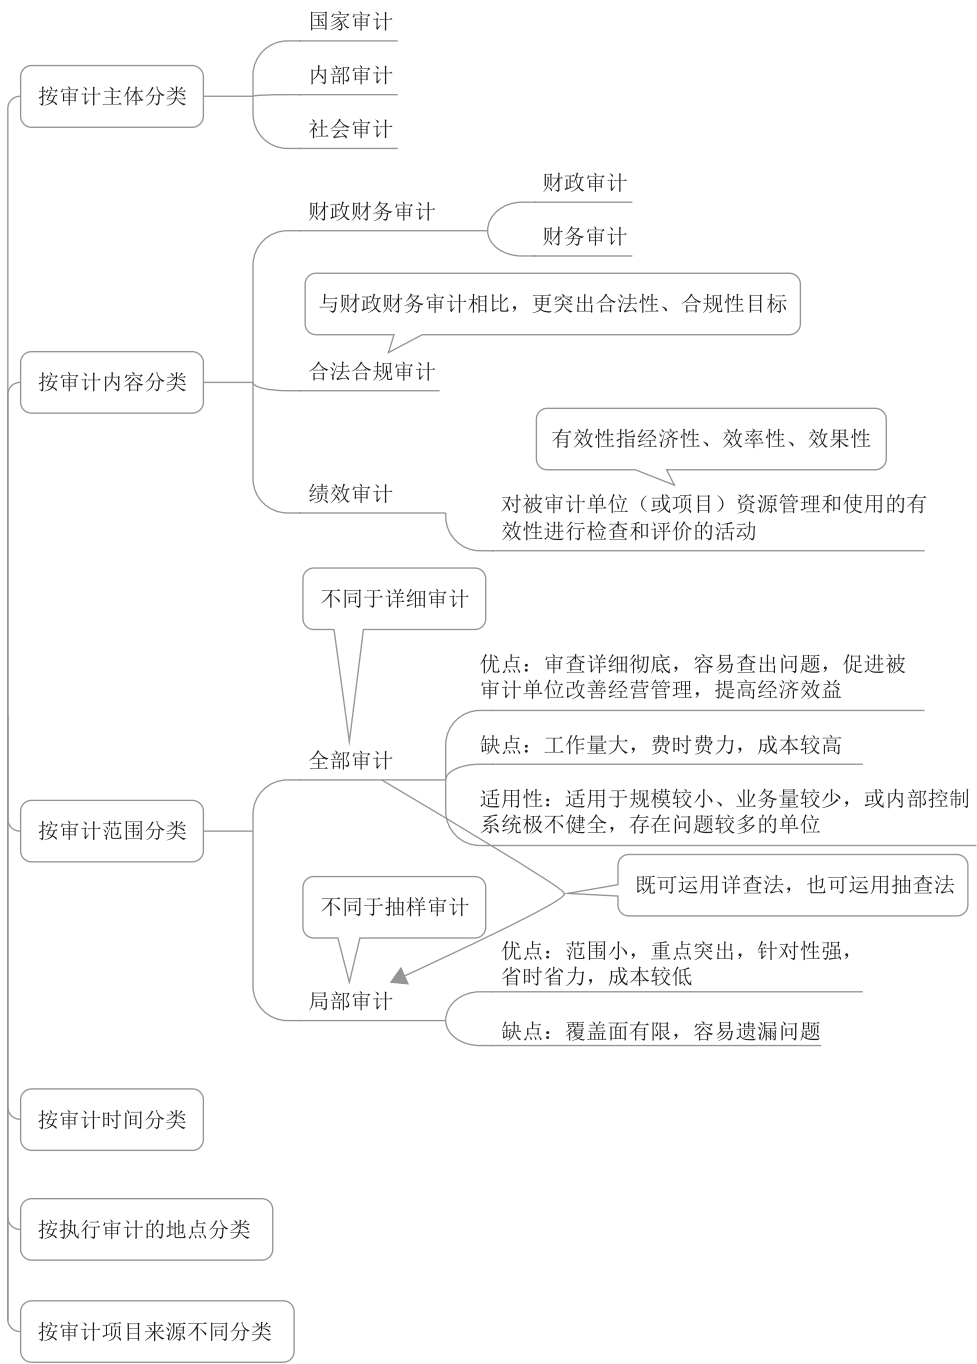 国家审计
内部审计
按审计主体分类
社会审计
财政审计
财政财务审计
财务审计
与财政财务审计相比，更突出合法性、合规性目标
合法合规审计
按审计内容分类
有效性指经济性、效率性、效果性
绩效审计
对被审计单位（或项目）资源管理和使用的有
效性进行检查和评价的活动
不同于详细审计
优点：审查详细彻底，容易查出问题，促进被
审计单位改善经营管理，提高经济效益
全部审计
缺点：工作量大，费时费力，成本较高
适用性：适用于规模较小、业务量较少，或内部控制
系统极不健全，存在问题较多的单位
按审计范围分类
既可运用详查法，也可运用抽查法
不同于抽样审计
优点：范围小，重点突出，针对性强，
省时省力，成本较低
局部审计
缺点：覆盖面有限，容易遗漏问题
按审计时间分类
按执行审计的地点分类
按审计项目来源不同分类